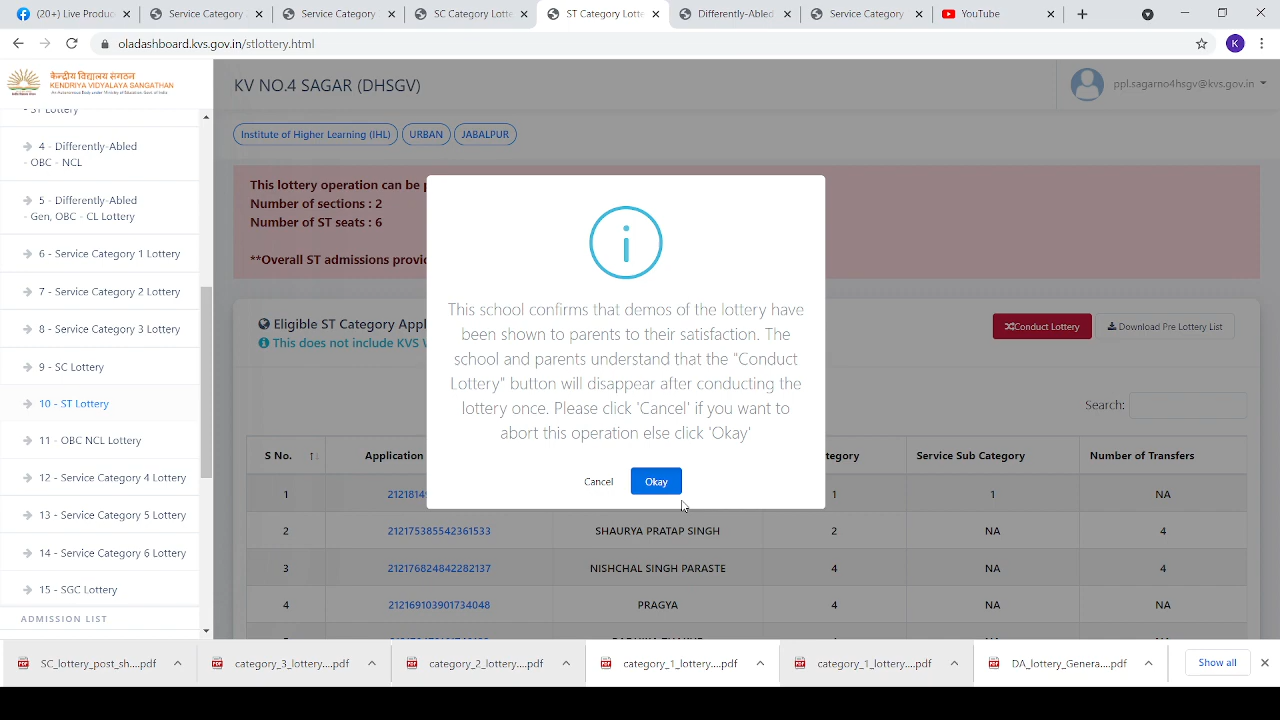 (20+) Live Produc
Service Category
Service Category
SC Category Lotte
ST Category Lotte
Differently-Abled
Service Category
YouTube
oladashboard.kvs.gov.in/stlottery.html
K
केन्द्रीय विद्यालय संगठन
KENDRIYA VIDYALAYA SANGATHAN
KV NO.4 SAGAR (DHSGV)
ppl.sagarno4hsgv@kvs.gov.in
Institute of Higher Learning (IHL)
URBAN
JABALPUR
- ST Lottery
4 - Differently-Abled
- OBC - NCL
5 - Differently-Abled
- Gen, OBC - CL Lottery
6 - Service Category 1 Lottery
7 - Service Category 2 Lottery
8 - Service Category 3 Lottery
9 - SC Lottery
10 - ST Lottery
11 - OBC NCL Lottery
12 - Service Category 4 Lottery
13 - Service Category 5 Lottery
14 - Service Category 6 Lottery
15 - SGC Lottery
ADMISSION LIST
This lottery operation can be
Number of sections : 2
Number of ST seats : 6
**Overall ST admissions provi
Eligible ST Category Appl
This does not include KVS
Conduct Lottery
Download Pre Lottery List
Search:
This school confirms that demos of the lottery have
been shown to parents to their satisfaction. The
school and parents understand that the "Conduct
Lottery" button will disappear after conducting the
lottery once. Please click 'Cancel' if you want to
abort this operation else click 'Okay'
Cancel
Okay
S No. Application tegory Service Sub Category Number of Transfers
1 2121814 1 1 NA
2 212175385542361533 SHAURYA PRATAP SINGH 2 NA 4
3 212176824842282137 NISHCHAL SINGH PARASTE 4 NA 4
4 212169103901734048 PRAGYA 4 NA NA
SC_lottery_post_sh....pdf
category_3_lottery....pdf
category_2_lottery....pdf
category_1_lottery....pdf
category_1_lottery....pdf
DA_lottery_Genera....pdf
Show all